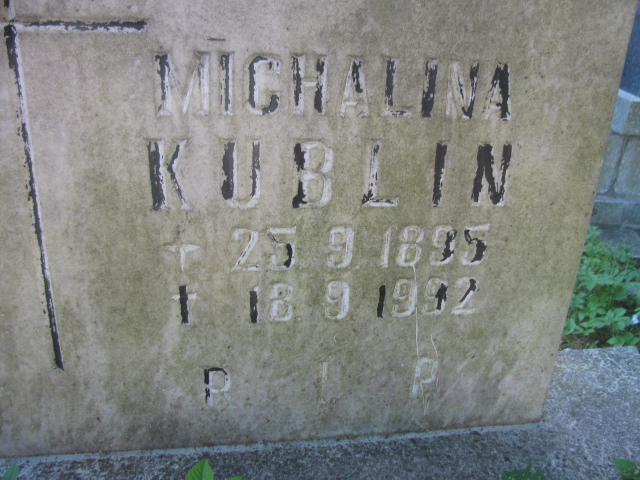 MICHALINA
KUBLIN
* 25. 9. 1895
† 18. 9. 1992
R I P